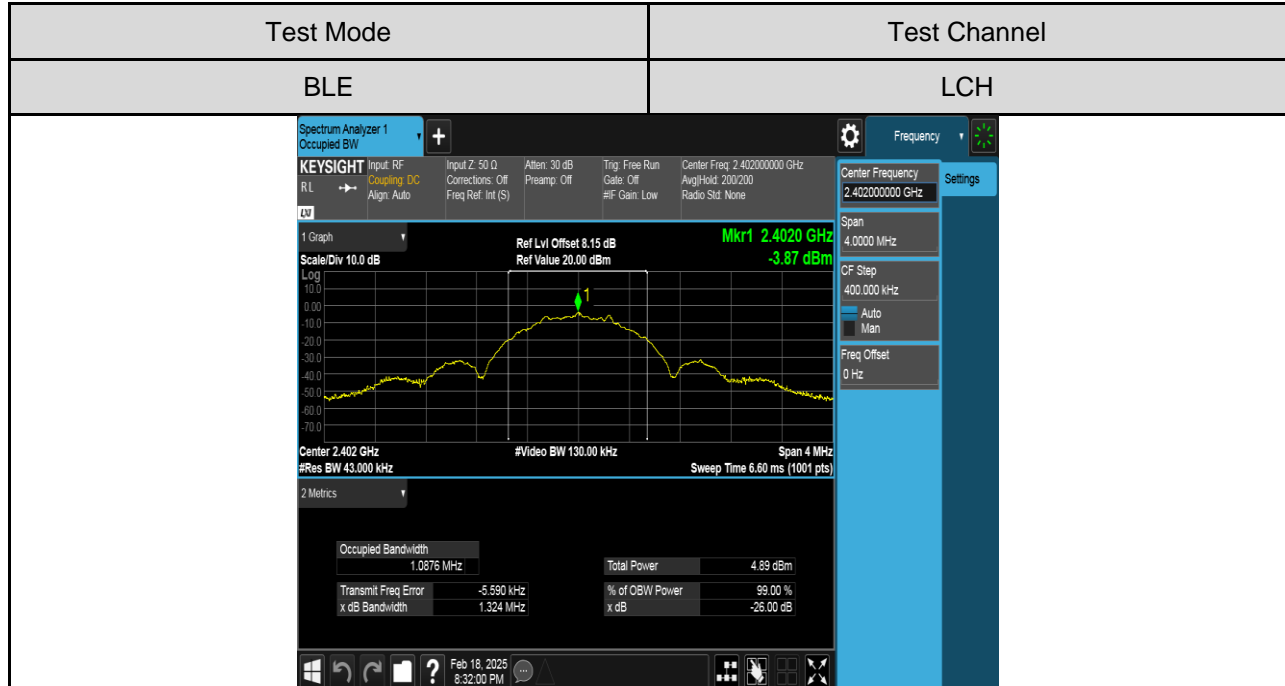 Test Mode
Test Channel
BLE
LCH
Spectrum Analyzer 1
Occupied BW
Frequency
KEYSIGHT
RL
LXI
Input: RF
Coupling: DC
Align: Auto
Input Z: 50 Ω
Corrections: Off
Freq Ref: Int (S)
Atten: 30 dB
Preamp: Off
Trig: Free Run
Gate: Off
#IF Gain: Low
Center Freq: 2.402000000 GHz
Avg|Hold: 200/200
Radio Std: None
Center Frequency
2.402000000 GHz
Settings
Span
4.0000 MHz
CF Step
400.000 kHz
Auto
Man
Freq Offset
0 Hz
1 Graph
Scale/Div 10.0 dB
Ref Lvl Offset 8.15 dB
Ref Value 20.00 dBm
Mkr1 2.4020 GHz
-3.87 dBm
Log
10.0
0.00
-10.0
-20.0
-30.0
-40.0
-50.0
-60.0
-70.0
1
Center 2.402 GHz
#Res BW 43.000 kHz
#Video BW 130.00 kHz
Span 4 MHz
Sweep Time 6.60 ms (1001 pts)
2 Metrics
Occupied Bandwidth
1.0876 MHz
Total Power 4.89 dBm
Transmit Freq Error -5.590 kHz
% of OBW Power 99.00 %
x dB Bandwidth 1.324 MHz
x dB -26.00 dB
?
Feb 18, 2025
8:32:00 PM